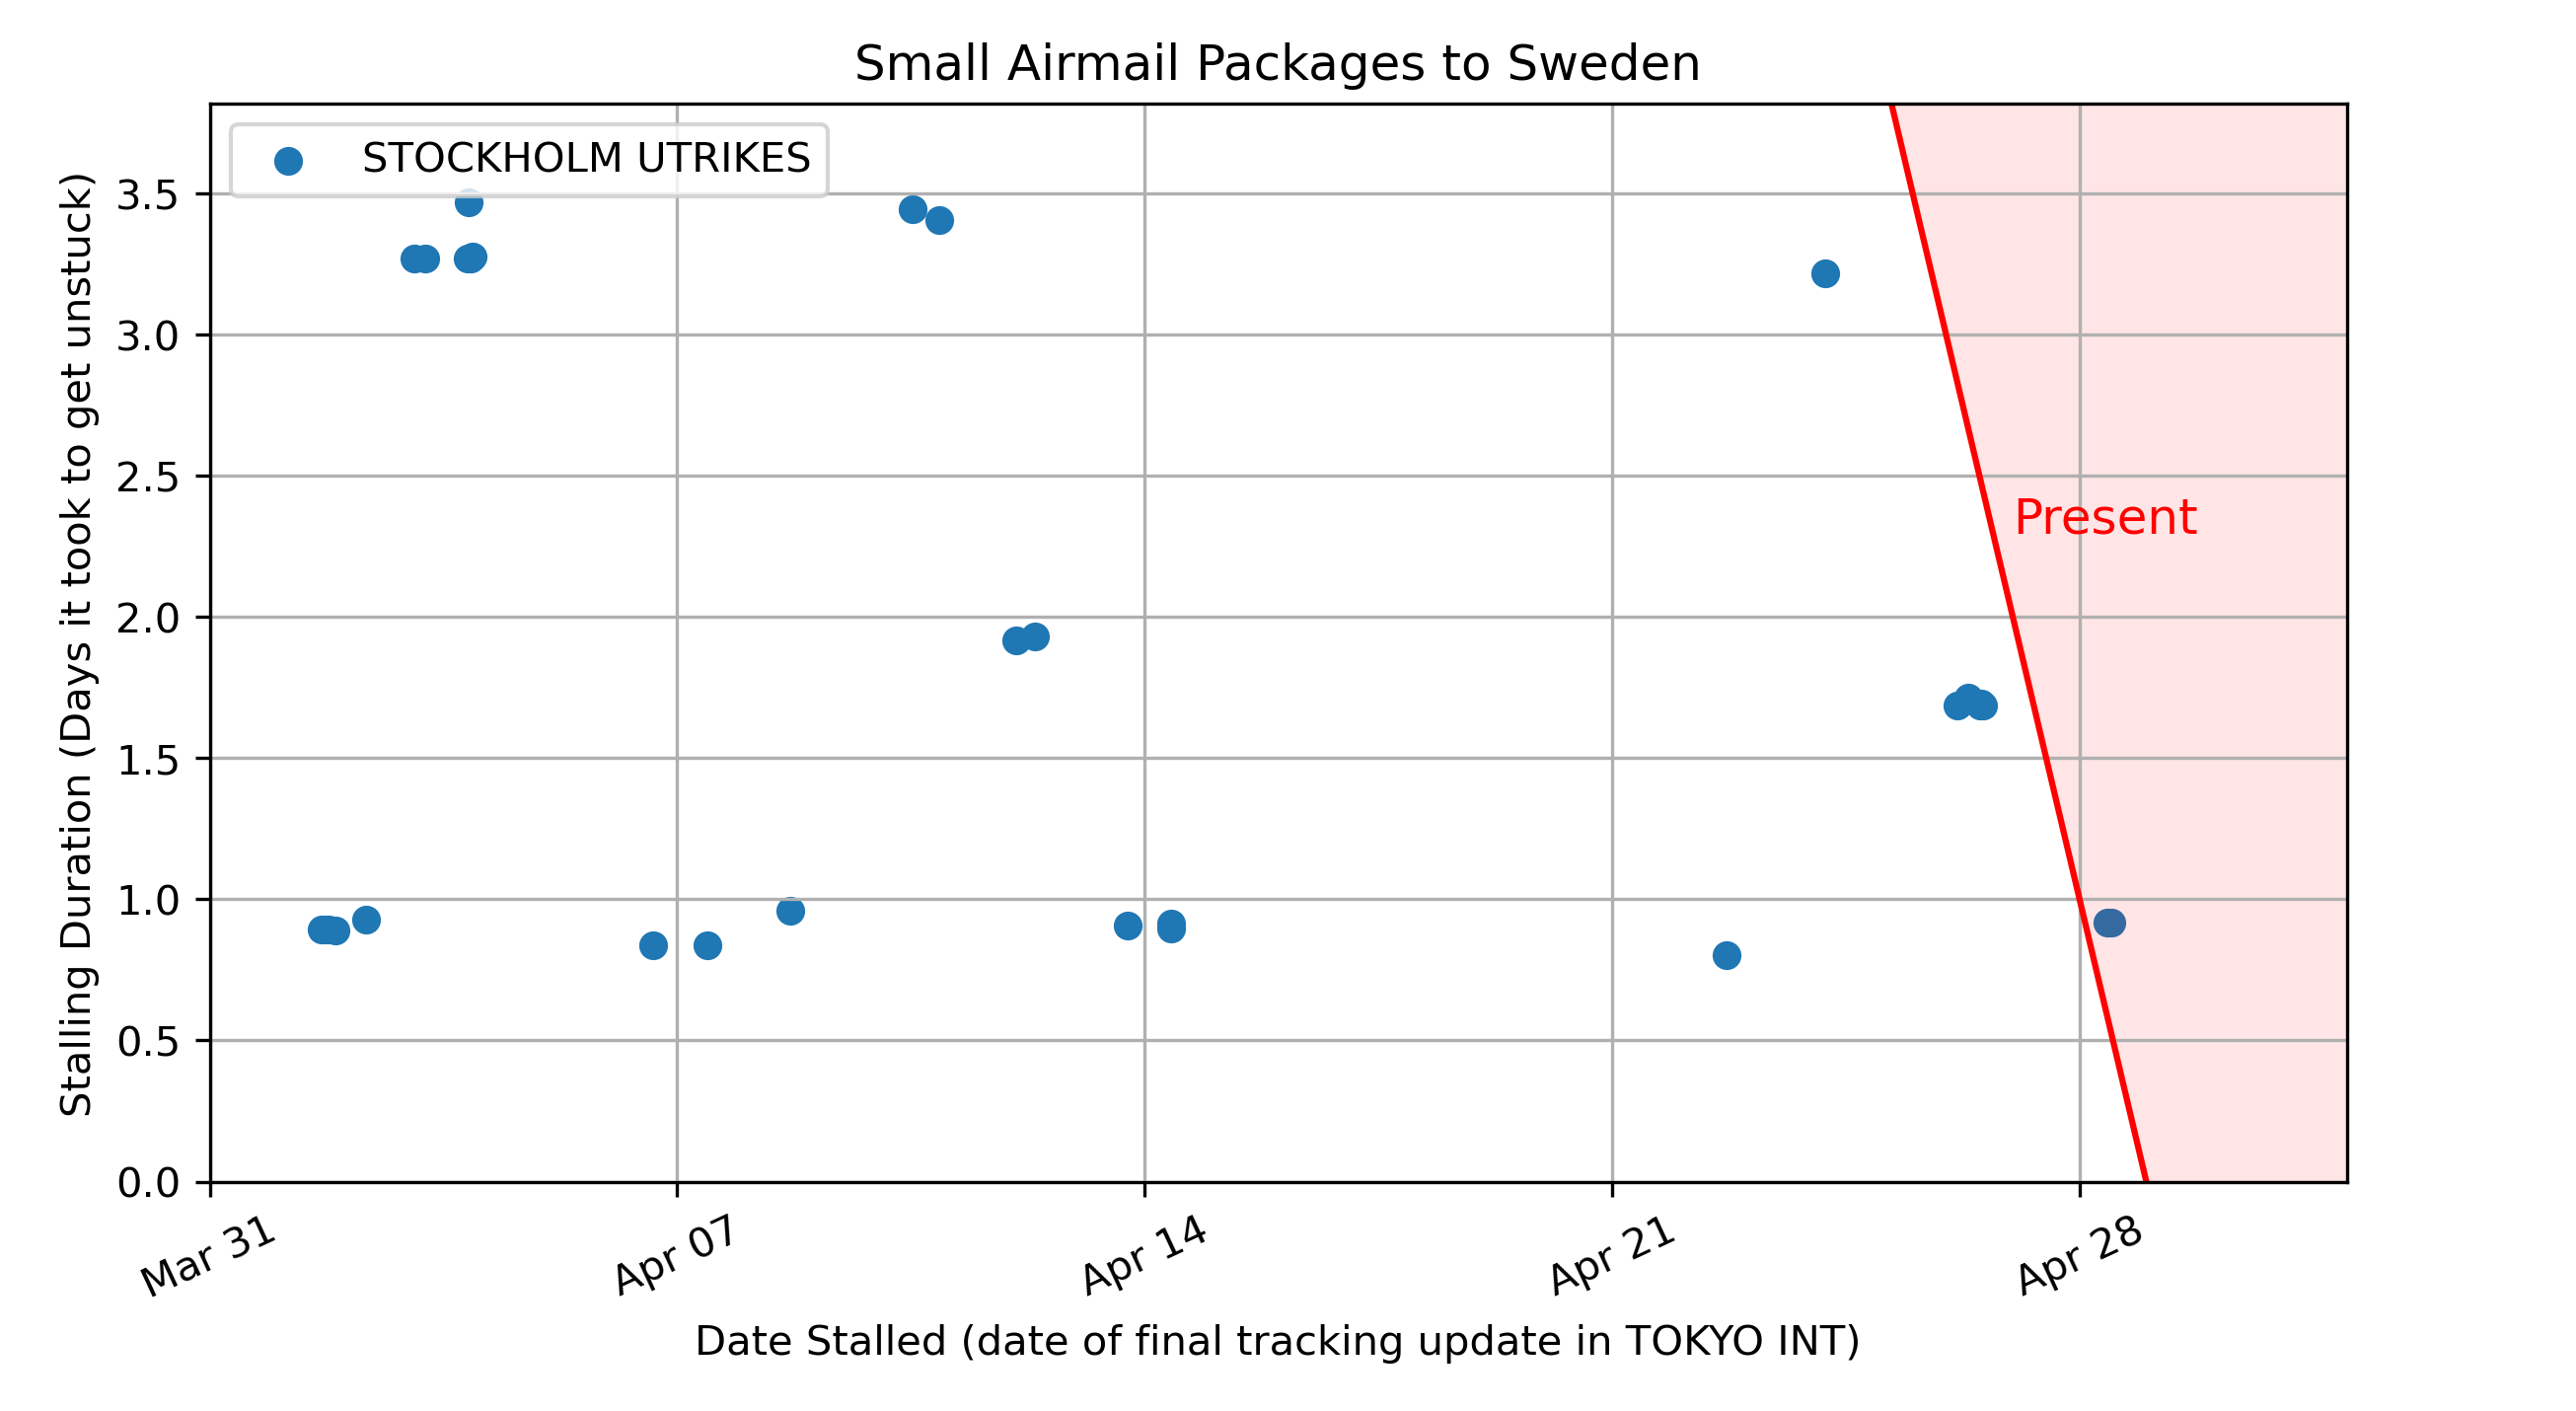 Small Airmail Packages to Sweden
STOCKHOLM UTRIKES
Stalling Duration (Days it took to get unstuck)
3.5
3.0
2.5
2.0
1.5
1.0
0.5
0.0
Present
Mar 31
Apr 07
Apr 14
Apr 21
Apr 28
Date Stalled (date of final tracking update in TOKYO INT)